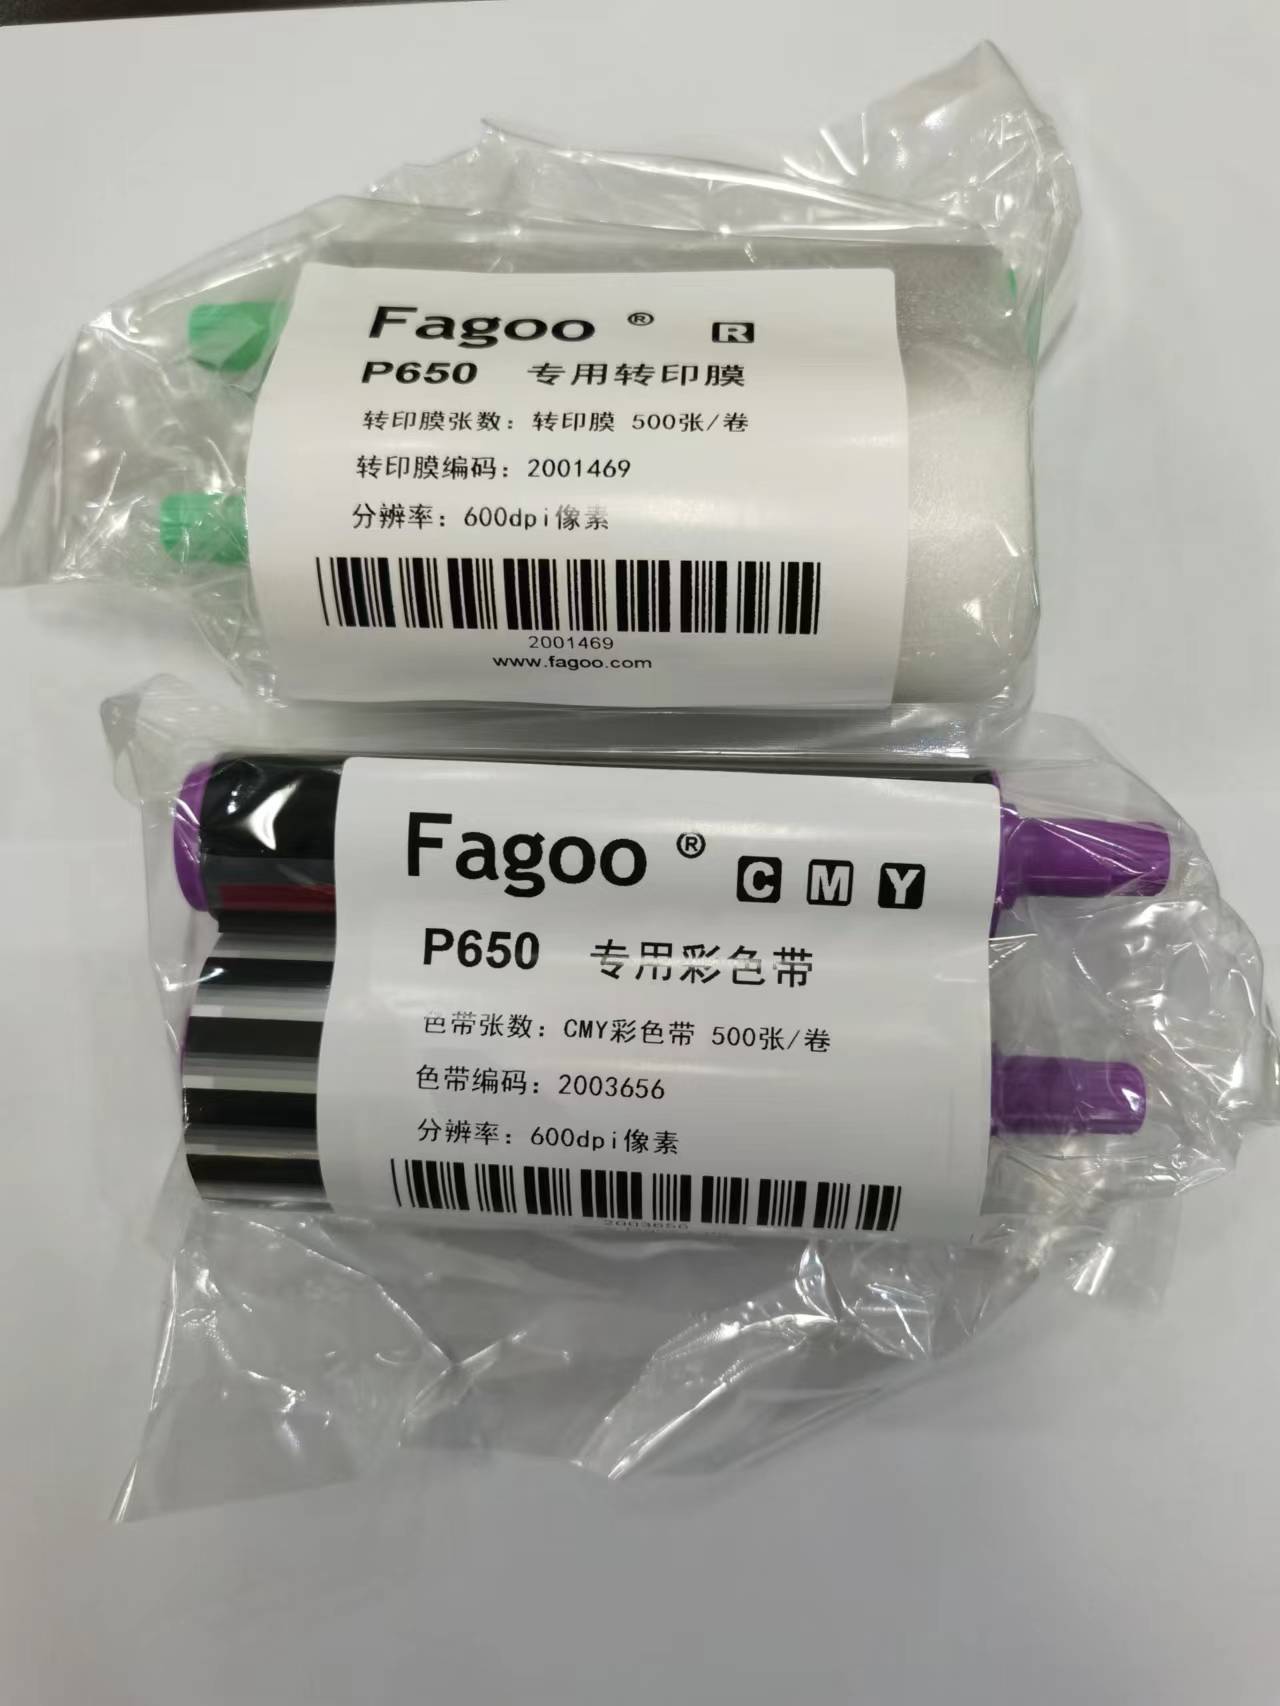 Fagoo ® R
P650 专用转印膜
转印膜张数：转印膜 500张/卷
转印膜编码：2001469
分辨率：600dpi像素
2001469
www.fagoo.com
Fagoo ® C M Y
P650 专用彩色带
色带张数：CMY彩色带 500张/卷
色带编码：2003656
分辨率：600dpi像素
2003656